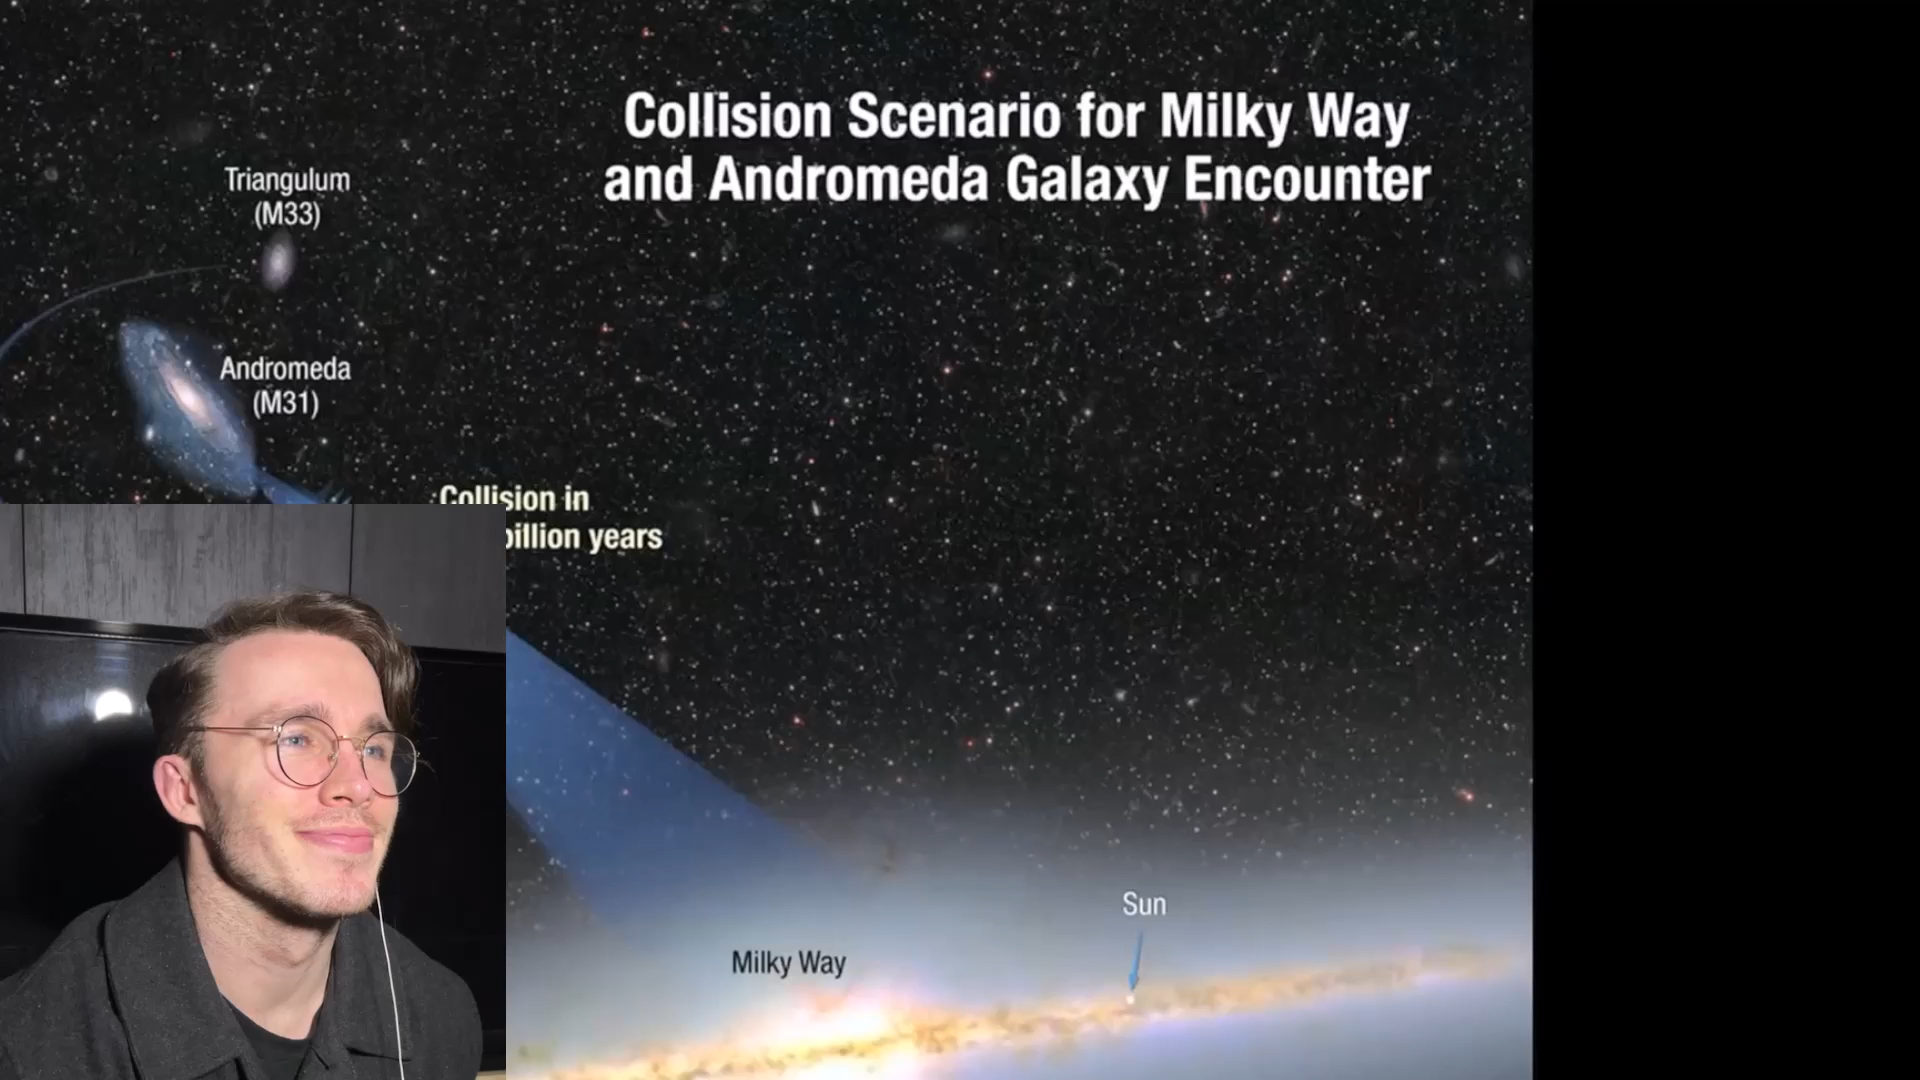 Collision Scenario for Milky Way
and Andromeda Galaxy Encounter
Triangulum
(M33)
Andromeda
(M31)
Collision in
billion years
Sun
Milky Way